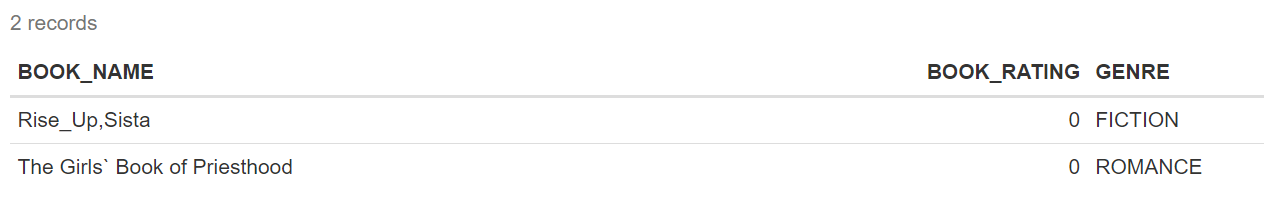 2 records
BOOK_NAME BOOK_RATING GENRE
Rise_Up,Sista 0 FICTION
The Girls` Book of Priesthood 0 ROMANCE